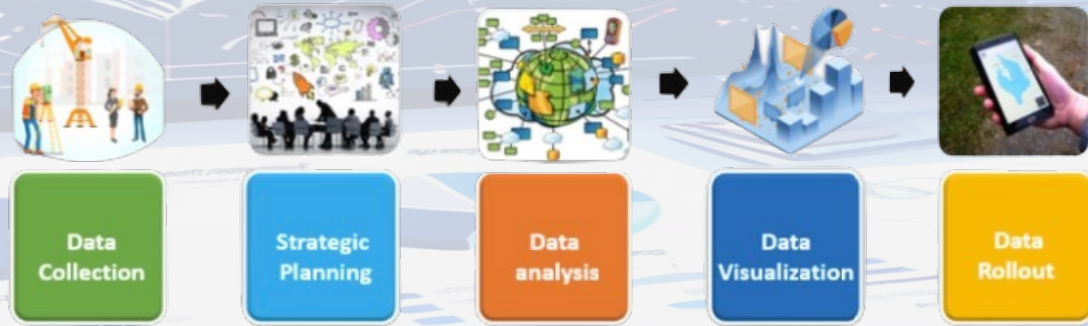 Data
Collection
Strategic
Planning
Data
analysis
Data
Visualization
Data
Rollout